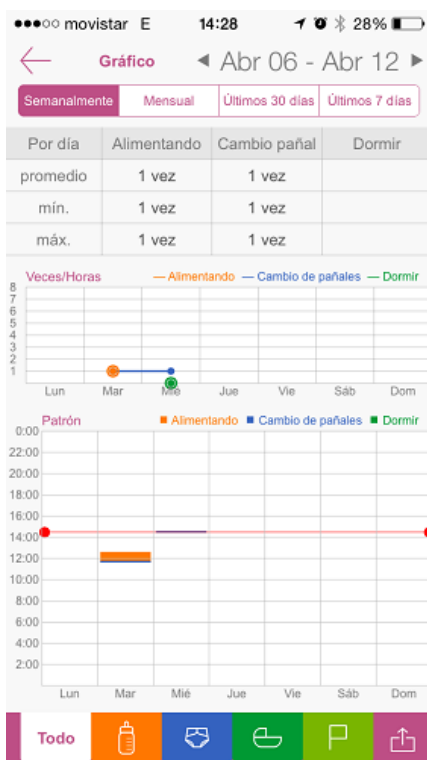 movistar E 14:28 28%
Gráfico Abr 06 - Abr 12
Semanalmente Mensual Últimos 30 días Últimos 7 días
Por día Alimentando Cambio pañal Dormir
promedio 1 vez 1 vez
mín. 1 vez 1 vez
máx. 1 vez 1 vez
Veces/Horas Alimentando Cambio de pañales Dormir
8
7
6
5
4
3
2
1
Lun Mar Mié Jue Vie Sáb Dom
Patrón Alimentando Cambio de pañales Dormir
0:00
22:00
20:00
18:00
16:00
14:00
12:00
10:00
8:00
6:00
4:00
2:00
Lun Mar Mié Jue Vie Sáb Dom
Todo